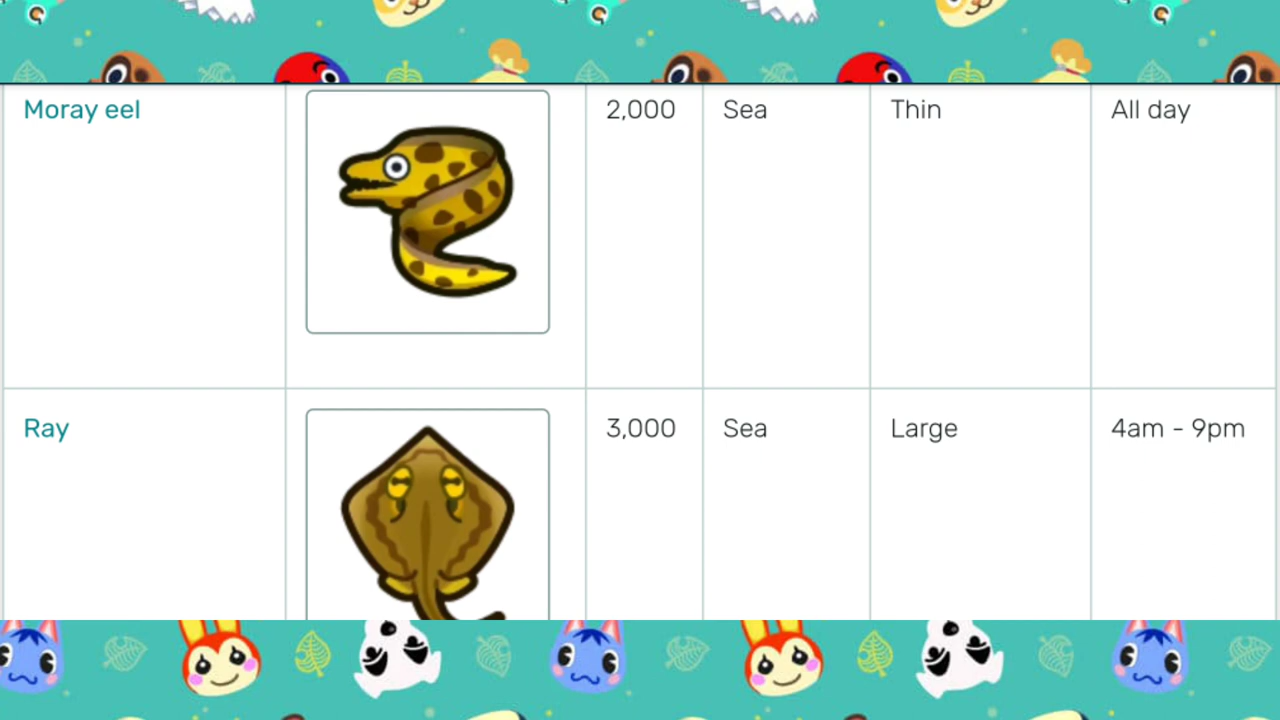 Moray eel 2,000 Sea Thin All day
Ray 3,000 Sea Large 4am - 9pm